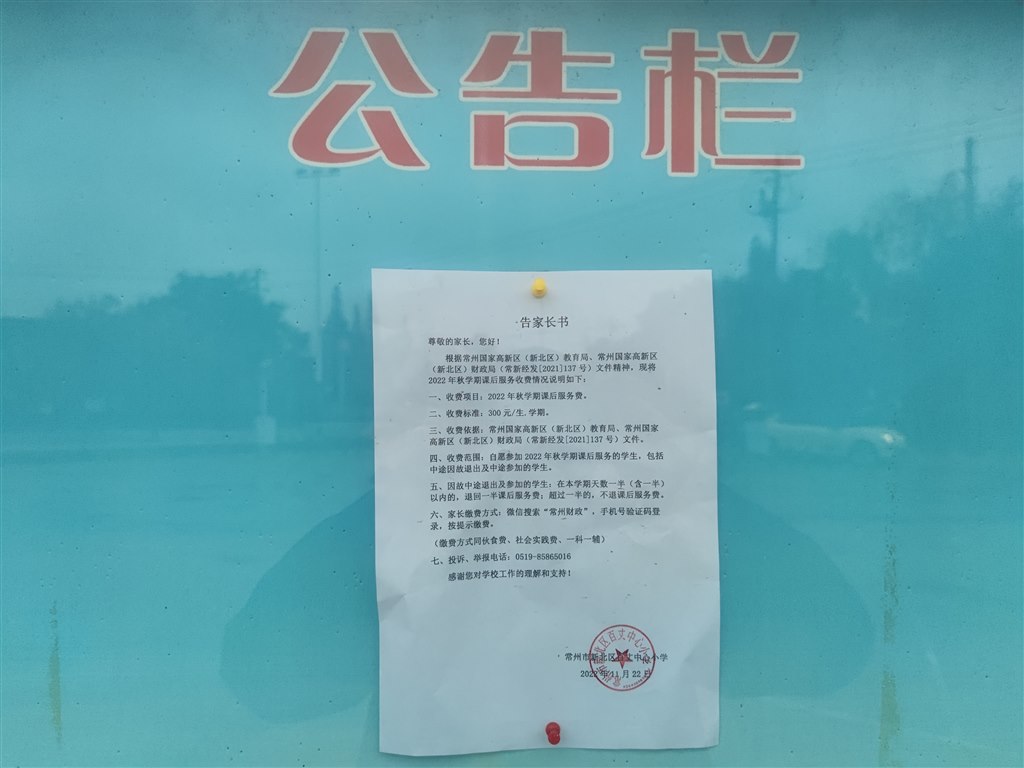 公告栏
告家长书
尊敬的家长，您好！
根据常州国家高新区（新北区）教育局、常州国家高新区
（新北区）财政局（常新经发[2021]137号）文件精神，现将
2022年秋学期课后服务收费情况说明如下：
一、收费项目：2022年秋学期课后服务费。
二、收费标准：300元/生.学期。
三、收费依据：常州国家高新区（新北区）教育局、常州国家
高新区（新北区）财政局（常新经发[2021]137号）文件。
四、收费范围：自愿参加2022年秋学期课后服务的学生，包括
中途因故退出及中途参加的学生。
五、因故中途退出及参加的学生：在本学期天数一半（含一半）
以内的，退回一半课后服务费；超过一半的，不退课后服务费。
六、家长缴费方式：微信搜索“常州财政”，手机号验证码登
录，按提示缴费。
（缴费方式同伙食费、社会实践费、一科一辅）
七、投诉、举报电话：0519-85865016
感谢您对学校工作的理解和支持！
常州市新北区百丈中心小学
2022年11月22日